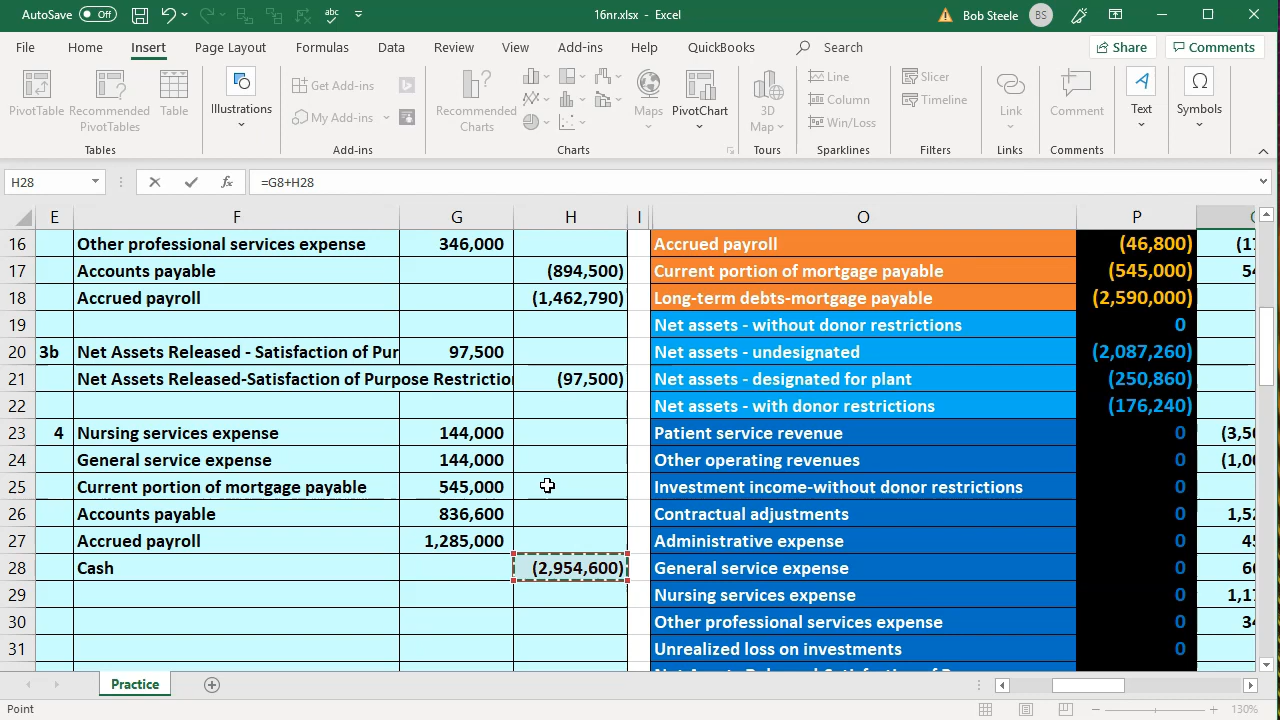 AutoSave Off 16nr.xlsx - Excel Bob Steele BS
File Home Insert Page Layout Formulas Data Review View Add-ins Help QuickBooks Search Share Comments
PivotTable Recommended PivotTables Table Illustrations Get Add-ins My Add-ins Recommended Charts Maps PivotChart 3D Map Line Column Win/Loss Slicer Timeline Link Comment Text Symbols
Tables Add-ins Charts Tours Sparklines Filters Links Comments
H28 fx =G8+H28
E F G H I O P
16 Other professional services expense 346,000 Accrued payroll (46,800) (17
17 Accounts payable (894,500) Current portion of mortgage payable (545,000) 54
18 Accrued payroll (1,462,790) Long-term debts-mortgage payable (2,590,000)
19 Net assets - without donor restrictions 0
20 3b Net Assets Released - Satisfaction of Pur 97,500 Net assets - undesignated (2,087,260)
21 Net Assets Released-Satisfaction of Purpose Restrictio (97,500) Net assets - designated for plant (250,860)
22 Net assets - with donor restrictions (176,240)
23 4 Nursing services expense 144,000 Patient service revenue 0 (3,50
24 General service expense 144,000 Other operating revenues 0 (1,00
25 Current portion of mortgage payable 545,000 Investment income-without donor restrictions 0
26 Accounts payable 836,600 Contractual adjustments 0 1,52
27 Accrued payroll 1,285,000 Administrative expense 0 45
28 Cash (2,954,600) General service expense 0 66
29 Nursing services expense 0 1,17
30 Other professional services expense 0 34
31 Unrealized loss on investments 0
Practice
Point 130%